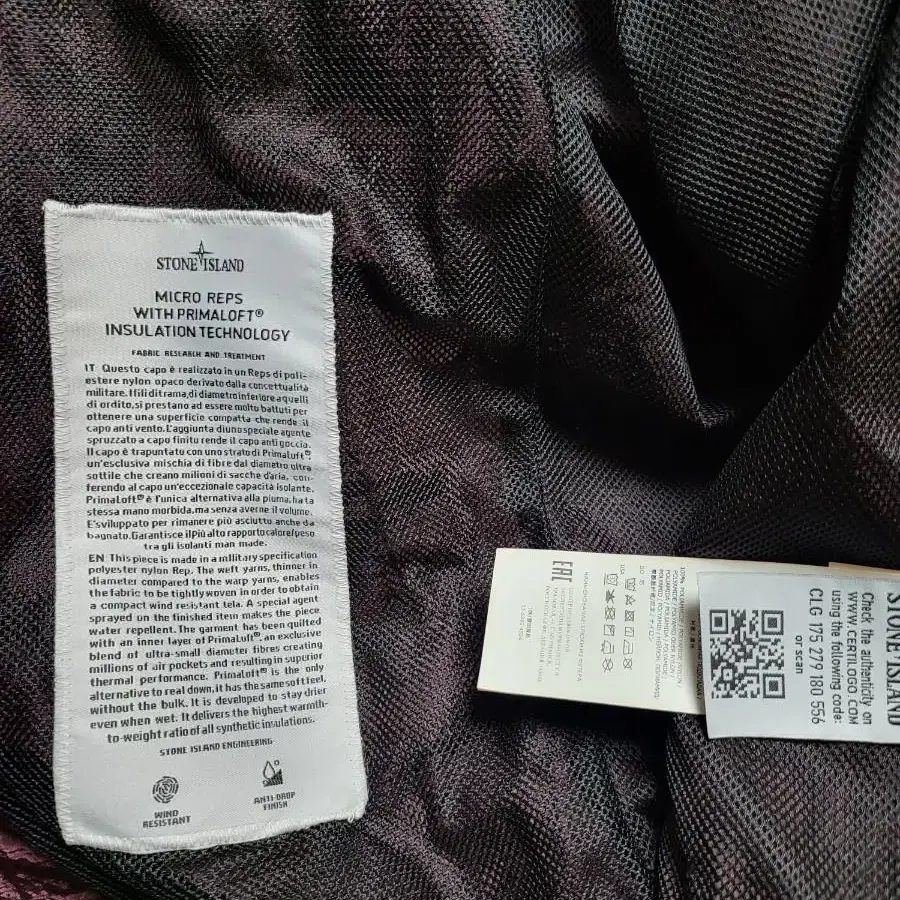 STONE ISLAND
MICRO REPS
WITH PRIMALOFT®
INSULATION TECHNOLOGY
FABRIC RESEARCH AND TREATMENT
IT Questo capo è realizzato in un Reps di poli-
estere nylon opaco derivato dalla concettualità
militare. I fili di trama, di diametro inferiore a quelli
di ordito, si prestano ad essere molto battuti per
ottenere una superficie compatta che rende il
capo anti vento. L'aggiunta di uno speciale agente
spruzzato a capo finito rende il capo anti goccia.
Il capo è trapuntato con uno strato di Primaluft®,
un'esclusiva mischia di fibre dal diametro ultra
sottile che creano milioni di sacche d'aria, con-
ferendo al capo un'eccezionale capacità isolante.
PrimaLoft® è l'unica alternativa alla piuma, ha la
stessa mano morbida, ma senza averne il volume.
E'sviluppato per rimanere più asciutto anche da
bagnato. Garantisce il più alto rapporto calore/peso
tra gli isolanti man made.
EN This piece is made in a military specification
polyester nylon Rep. The weft yarns, thinner in
diameter compared to the warp yarns, enables
the fabric to be tightly woven in order to obtain
a compact wind resistant tela. A special agent
sprayed on the finished item makes the piece
water repellent. The garment has been quilted
with an inner layer of PrimaLuft®, an exclusive
blend of ultra-small diameter fibres creating
millions of air pockets and resulting in superior
thermal performance. Primaloft® is the only
alternative to real down, it has the same soft feel,
without the bulk. It is developed to stay drier
even when wet. It delivers the highest warmth-
to-weight ratio of all synthetic insulations.
STONE ISLAND ENGINEERING
WIND
RESISTANT
ANTI-DROP
FINISH
EAC
STONE ISLAND
Check the authenticity on
WWW.CERTILOGO.COM
using the following code:
CLG 175 279 180 556
or scan